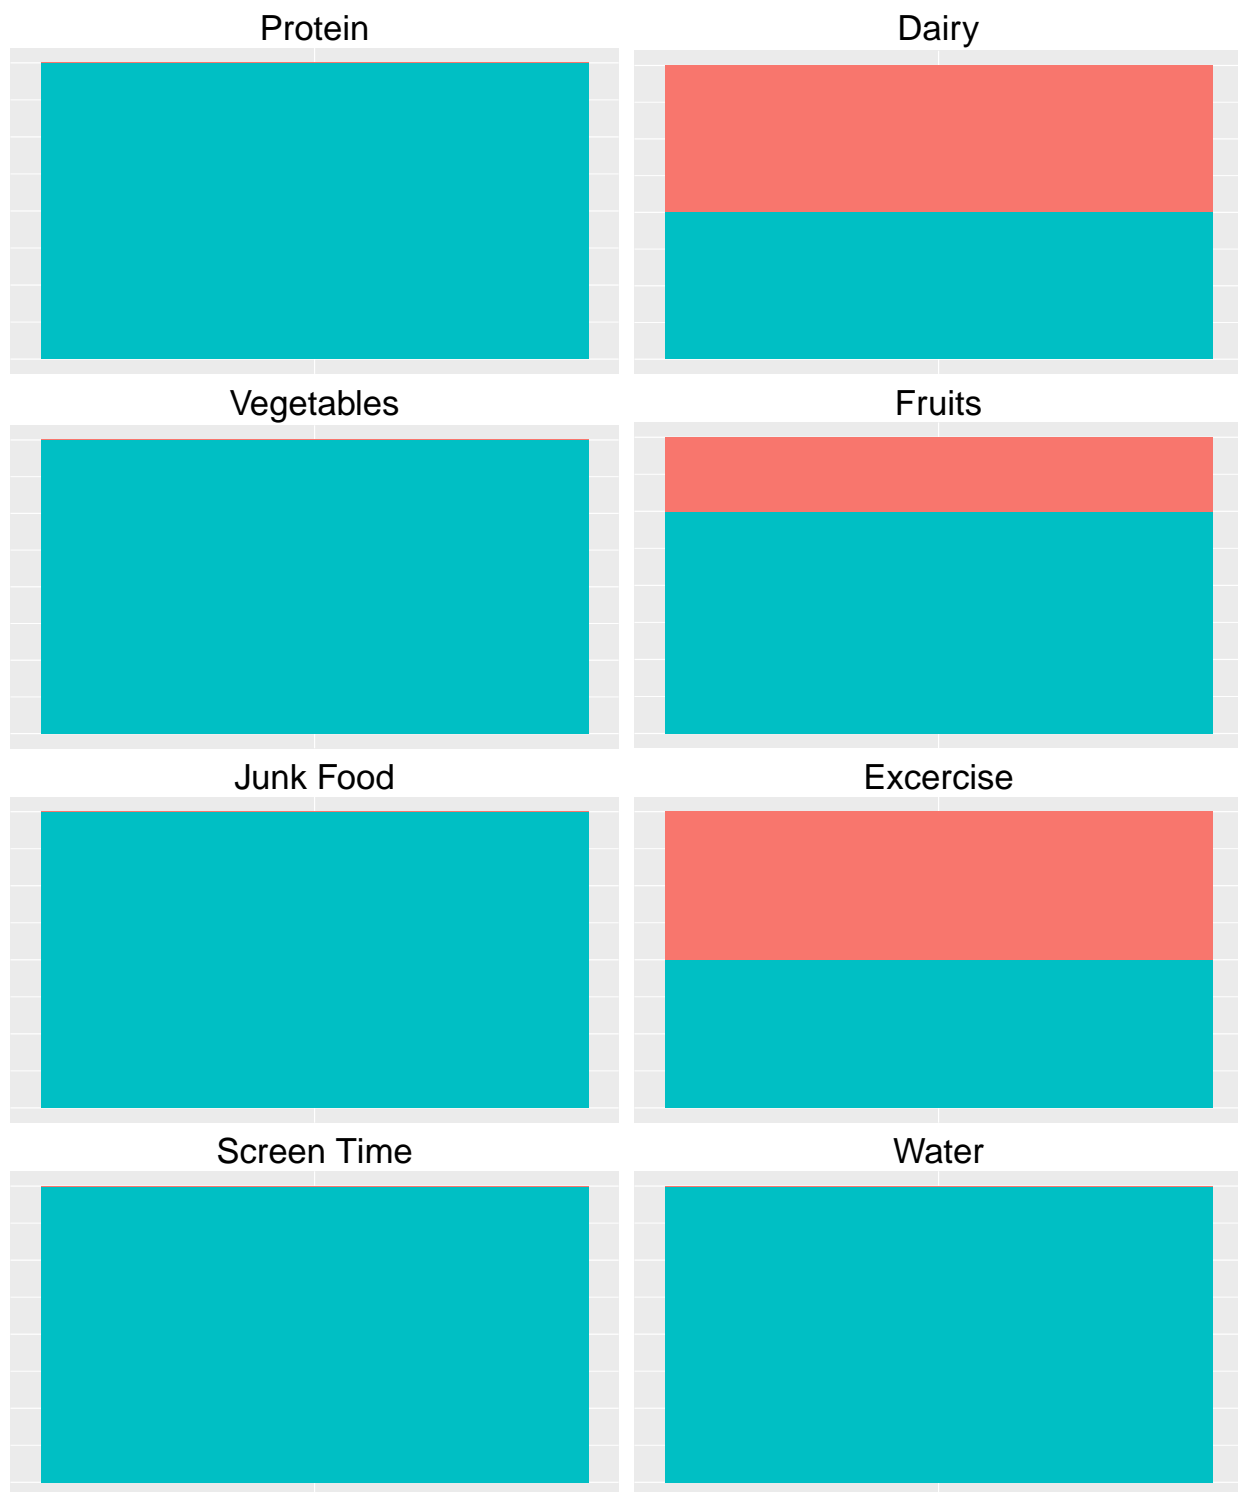 Protein
Dairy
Vegetables
Fruits
Junk Food
Excercise
Screen Time
Water